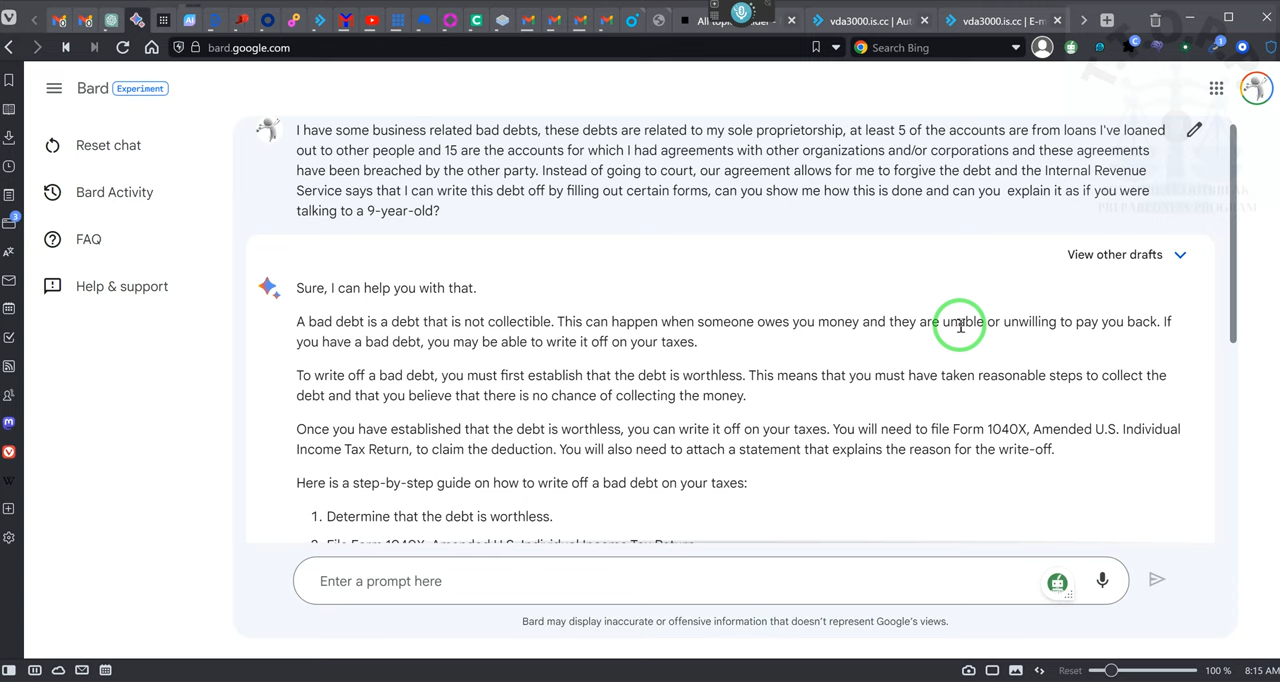 All to
vda3000.is.cc | Aut
vda3000.is.cc | E-m
bard.google.com
Search Bing
Bard Experiment
Reset chat
Bard Activity
FAQ
Help & support
I have some business related bad debts, these debts are related to my sole proprietorship, at least 5 of the accounts are from loans I've loaned
out to other people and 15 are the accounts for which I had agreements with other organizations and/or corporations and these agreements
have been breached by the other party. Instead of going to court, our agreement allows for me to forgive the debt and the Internal Revenue
Service says that I can write this debt off by filling out certain forms, can you show me how this is done and can you explain it as if you were
talking to a 9-year-old?
View other drafts
Sure, I can help you with that.
A bad debt is a debt that is not collectible. This can happen when someone owes you money and they are unable or unwilling to pay you back. If
you have a bad debt, you may be able to write it off on your taxes.
To write off a bad debt, you must first establish that the debt is worthless. This means that you must have taken reasonable steps to collect the
debt and that you believe that there is no chance of collecting the money.
Once you have established that the debt is worthless, you can write it off on your taxes. You will need to file Form 1040X, Amended U.S. Individual
Income Tax Return, to claim the deduction. You will also need to attach a statement that explains the reason for the write-off.
Here is a step-by-step guide on how to write off a bad debt on your taxes:
1. Determine that the debt is worthless.
2. File Form 1040X, Amended U.S. Individual Income Tax Return
Enter a prompt here
Bard may display inaccurate or offensive information that doesn't represent Google's views.
Reset
100 %
8:15 AM